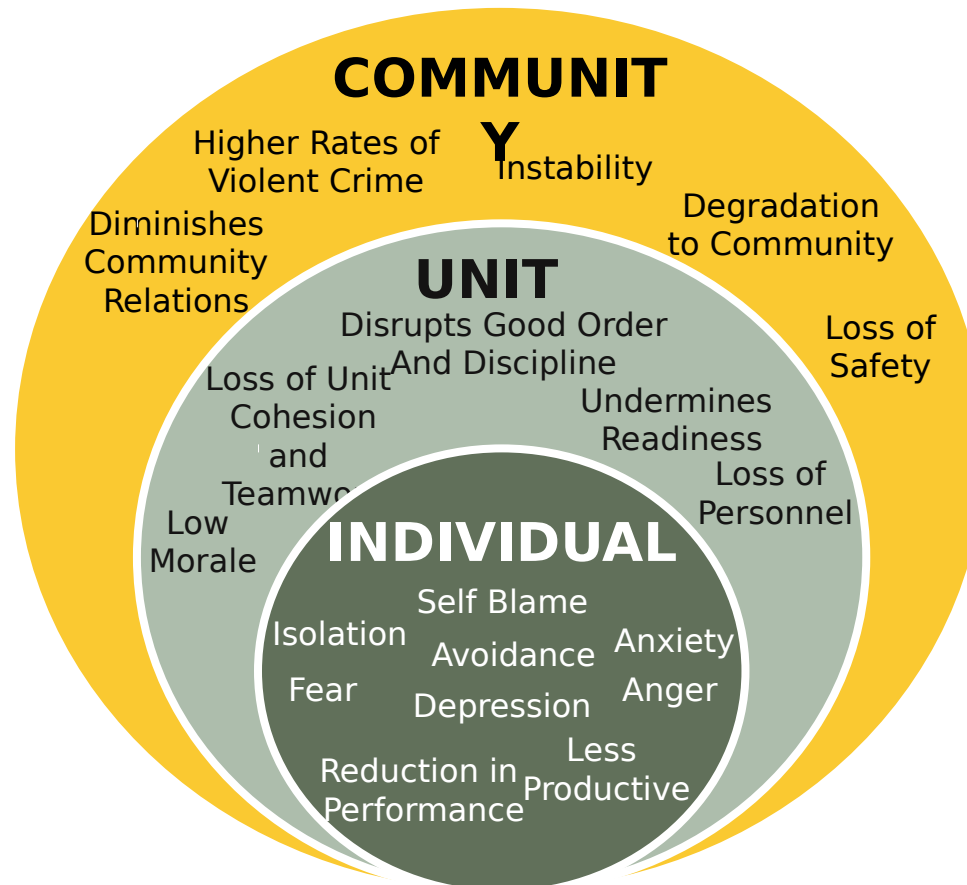 COMMUNIT
Y
Higher Rates of
Violent Crime
Instability
Degradation
to Community
Diminishes
Community
Relations
Loss of
Safety
UNIT
Disrupts Good Order
And Discipline
Loss of Unit
Cohesion
and
Undermines
Readiness
Loss of
Personnel
Low
Morale
INDIVIDUAL
Self Blame
Isolation
Avoidance
Anxiety
Fear
Depression
Anger
Reduction in
Performance
Less
Productive